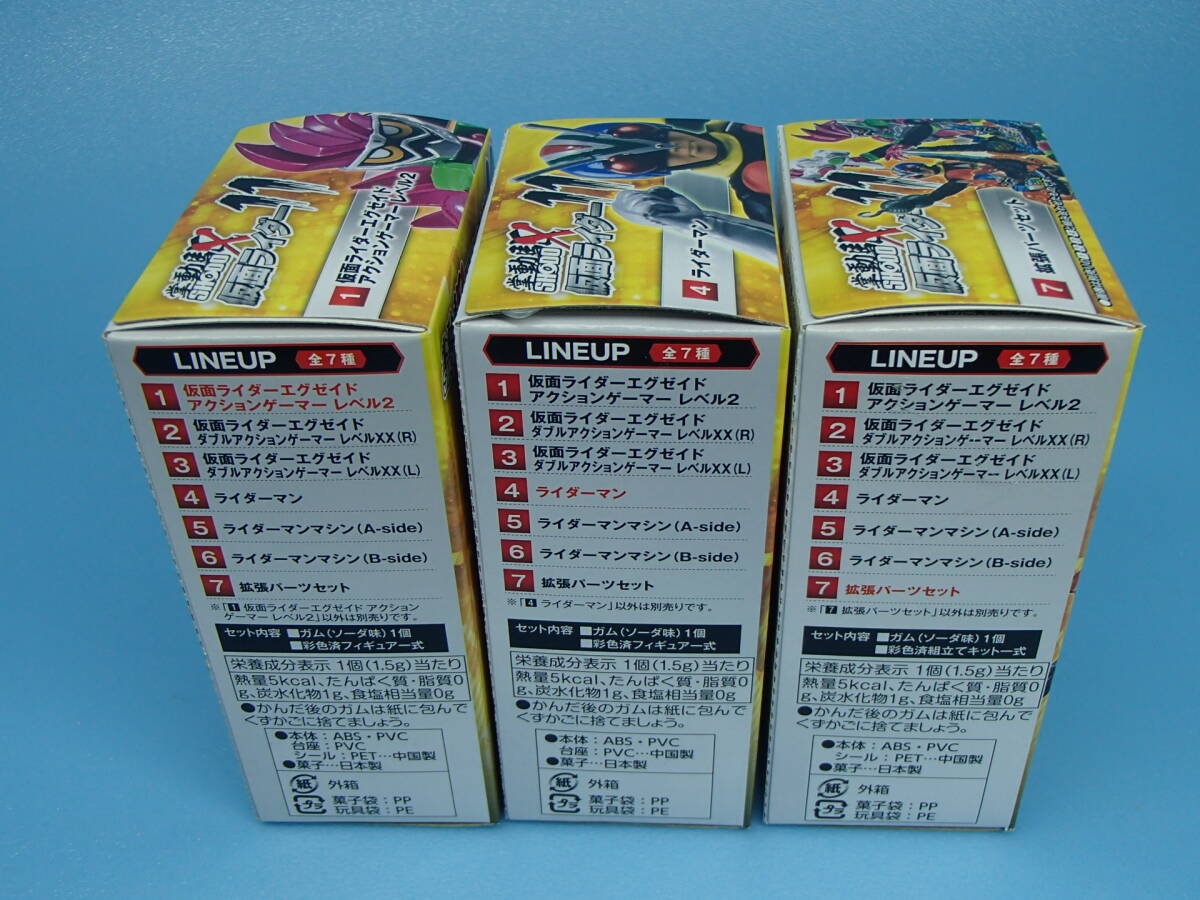 掌動駆
SHODO
X
仮面ライダー
11
1 仮面ライダーエグゼイド
アクションゲーマー レベル2
LINEUP 全7種
1 仮面ライダーエグゼイド
アクションゲーマー レベル2
2 仮面ライダーエグゼイド
ダブルアクションゲーマー レベルXX(R)
3 仮面ライダーエグゼイド
ダブルアクションゲーマー レベルXX(L)
4 ライダーマン
5 ライダーマンマシン(A-side)
6 ライダーマンマシン(B-side)
7 拡張パーツセット
※「1 仮面ライダーエグゼイド アクション
ゲーマー レベル2」以外は別売りです。
セット内容 ■ガム(ソーダ味)1個
■彩色済フィギュア一式
栄養成分表示 1個(1.5g)当たり
熱量5kcal、たんぱく質・脂質0
g、炭水化物1g、食塩相当量0g
●かんだ後のガムは紙に包んで
くずかごに捨てましょう。
●本体:ABS・PVC
台座:PVC
シール:PET…中国製
●菓子…日本製
紙 外箱
プラ 菓子袋:PP
玩具袋:PE
掌動駆
SHODO
X
仮面ライダー
11
4 ライダーマン
LINEUP 全7種
1 仮面ライダーエグゼイド
アクションゲーマー レベル2
2 仮面ライダーエグゼイド
ダブルアクションゲーマー レベルXX(R)
3 仮面ライダーエグゼイド
ダブルアクションゲーマー レベルXX(L)
4 ライダーマン
5 ライダーマンマシン(A-side)
6 ライダーマンマシン(B-side)
7 拡張パーツセット
※「4 ライダーマン」以外は別売りです。
セット内容 ■ガム(ソーダ味)1個
■彩色済フィギュア一式
栄養成分表示 1個(1.5g)当たり
熱量5kcal、たんぱく質・脂質0
g、炭水化物1g、食塩相当量0g
●かんだ後のガムは紙に包んで
くずかごに捨てましょう。
●本体:ABS・PVC
台座:PVC…中国製
●菓子…日本製
紙 外箱
プラ 菓子袋:PP
玩具袋:PE
掌動駆
SHODO
X
仮面ライダー
11
7 拡張パーツセット
LINEUP 全7種
1 仮面ライダーエグゼイド
アクションゲーマー レベル2
2 仮面ライダーエグゼイド
ダブルアクションゲーマー レベルXX(R)
3 仮面ライダーエグゼイド
ダブルアクションゲーマー レベルXX(L)
4 ライダーマン
5 ライダーマンマシン(A-side)
6 ライダーマンマシン(B-side)
7 拡張パーツセット
※「7 拡張パーツセット」以外は別売りです。
セット内容 ■ガム(ソーダ味)1個
■彩色済組立てキット一式
栄養成分表示 1個(1.5g)当たり
熱量5kcal、たんぱく質・脂質0
g、炭水化物1g、食塩相当量0g
●かんだ後のガムは紙に包んで
くずかごに捨てましょう。
●本体:ABS・PVC
シール:PET…中国製
●菓子…日本製
紙 外箱
プラ 菓子袋:PP
玩具袋:PE